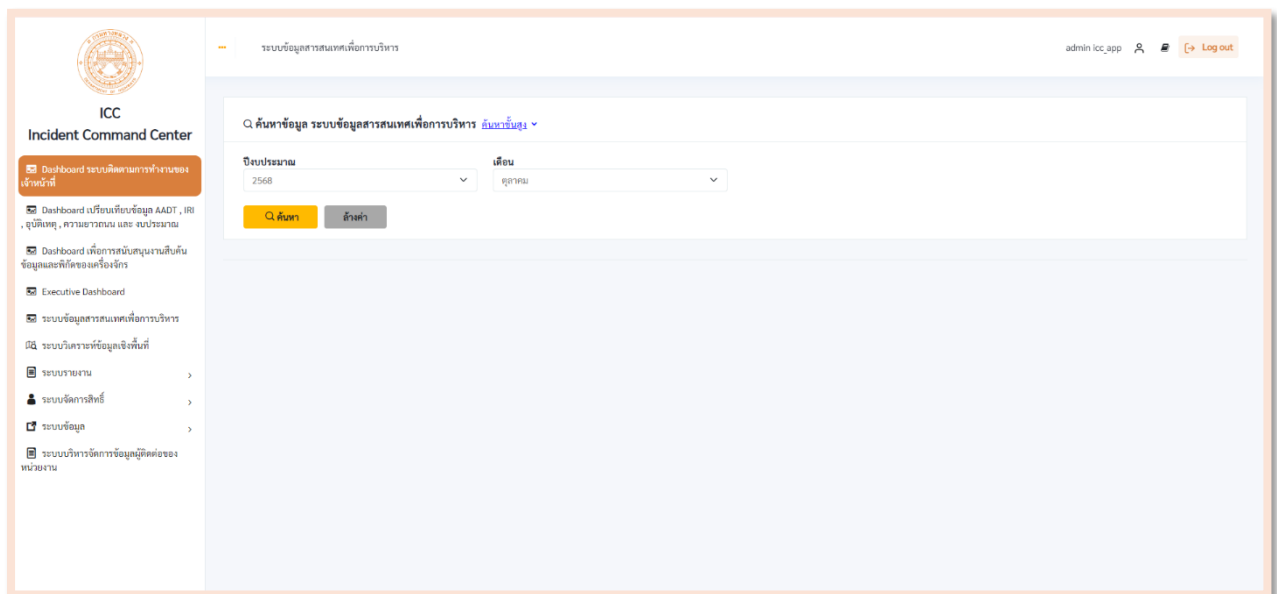 กรมทางหลวง
DEPARTMENT OF HIGHWAYS
ICC
Incident Command Center
Dashboard ระบบติดตามการทำงานของ
เจ้าหน้าที่
Dashboard เปรียบเทียบข้อมูล AADT , IRI
, อุบัติเหตุ , ความยาวถนน และ งบประมาณ
Dashboard เพื่อการสนับสนุนงานสืบค้น
ข้อมูลและพิกัดของเครื่องจักร
Executive Dashboard
ระบบข้อมูลสารสนเทศเพื่อการบริหาร
ระบบวิเคราะห์ข้อมูลเชิงพื้นที่
ระบบรายงาน
ระบบจัดการสิทธิ์
ระบบข้อมูล
ระบบบริหารจัดการข้อมูลผู้ติดต่อของ
หน่วยงาน
ระบบข้อมูลสารสนเทศเพื่อการบริหาร
admin icc_app Log out
ค้นหาข้อมูล ระบบข้อมูลสารสนเทศเพื่อการบริหาร ค้นหาขั้นสูง
ปีงบประมาณ เดือน
2568 ตุลาคม
ค้นหา ล้างค่า